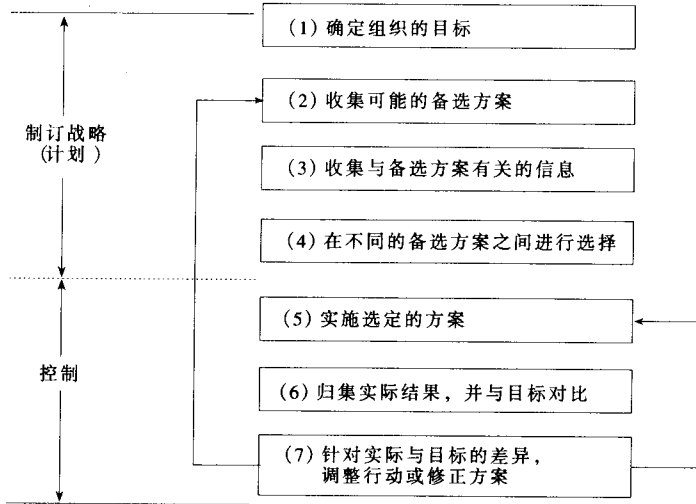 (1) 确定组织的目标
(2) 收集可能的备选方案
制订战略
(计划)
(3) 收集与备选方案有关的信息
(4) 在不同的备选方案之间进行选择
(5) 实施选定的方案
控制
(6) 归集实际结果，并与目标对比
(7) 针对实际与目标的差异，
调整行动或修正方案